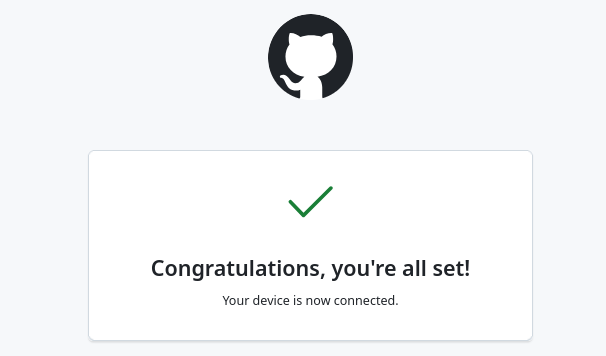 Congratulations, you're all set!
Your device is now connected.